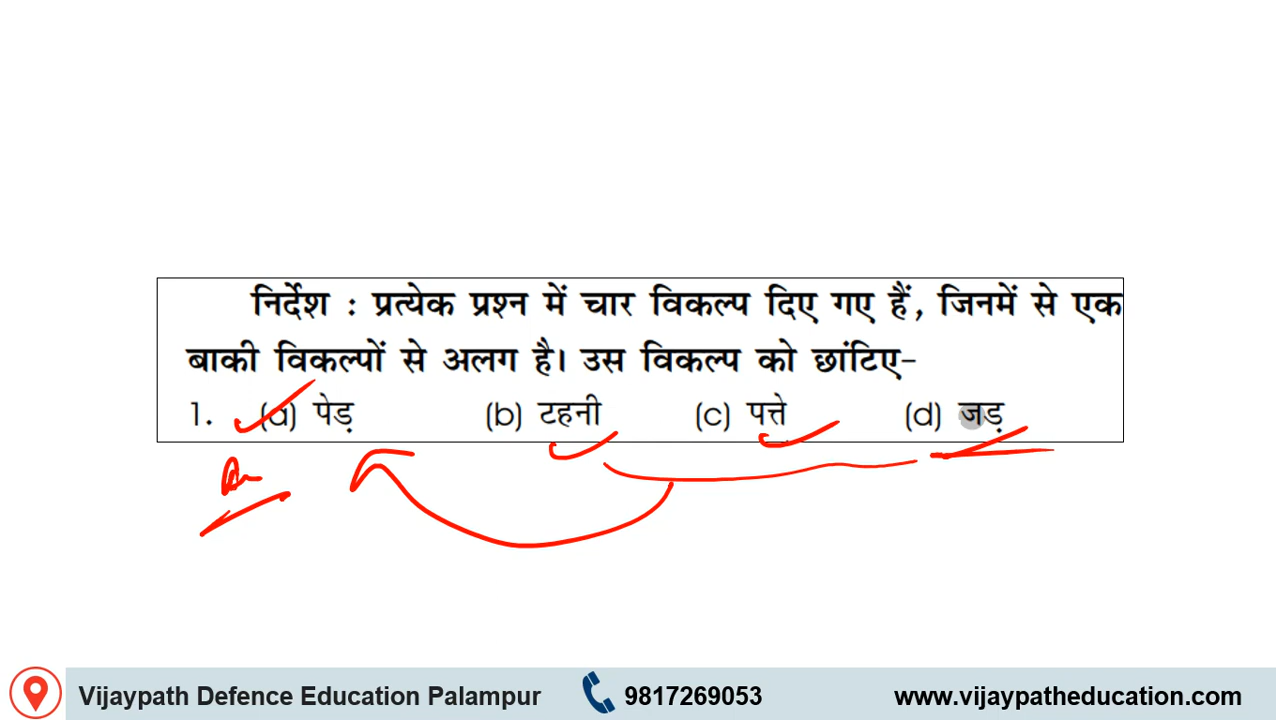 निर्देश : प्रत्येक प्रश्न में चार विकल्प दिए गए हैं, जिनमें से एक
बाकी विकल्पों से अलग है। उस विकल्प को छांटिए-
1. (a) पेड़ (b) टहनी (c) पत्ते (d) जड़
Vijaypath Defence Education Palampur 9817269053 www.vijaypatheducation.com